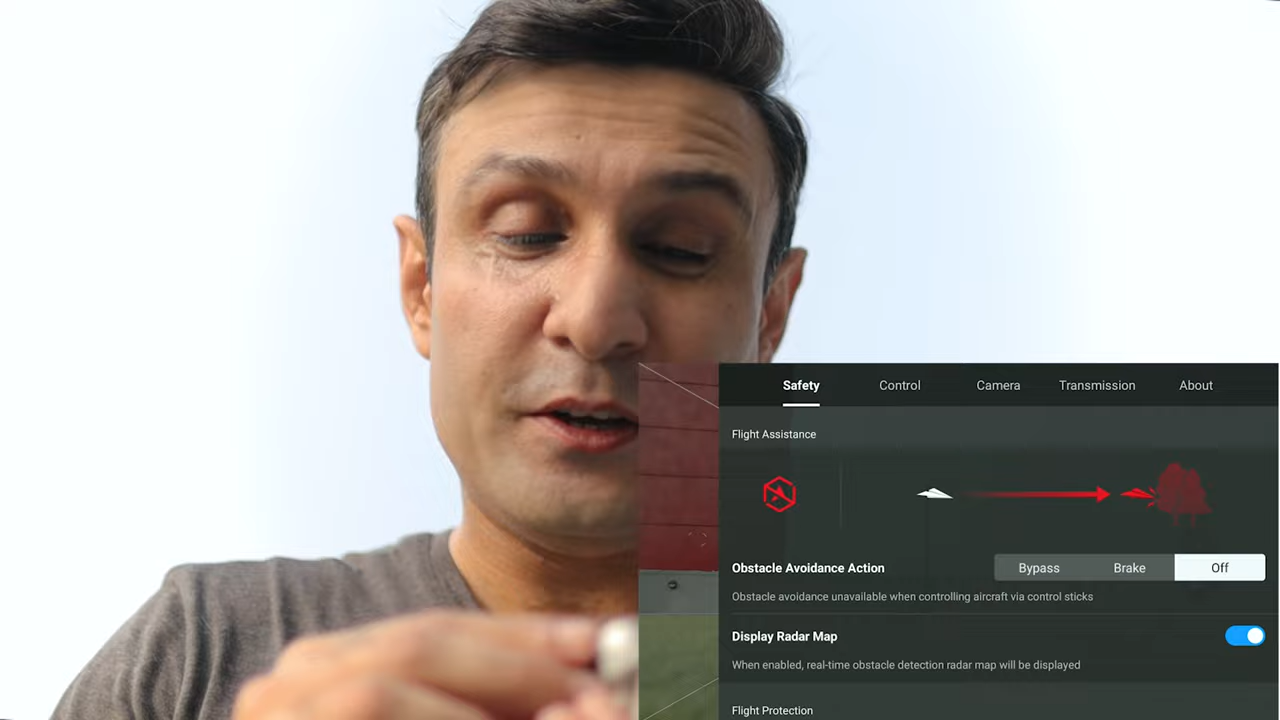 Safety Control Camera Transmission About
Flight Assistance
Obstacle Avoidance Action Bypass Brake Off
Obstacle avoidance unavailable when controlling aircraft via control sticks
Display Radar Map
When enabled, real-time obstacle detection radar map will be displayed
Flight Protection